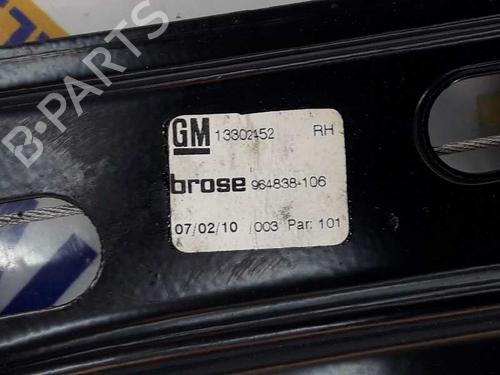 B-PARTS
GM 13302452 RH
brose 964838-106
07/02/10 /003 Par: 101